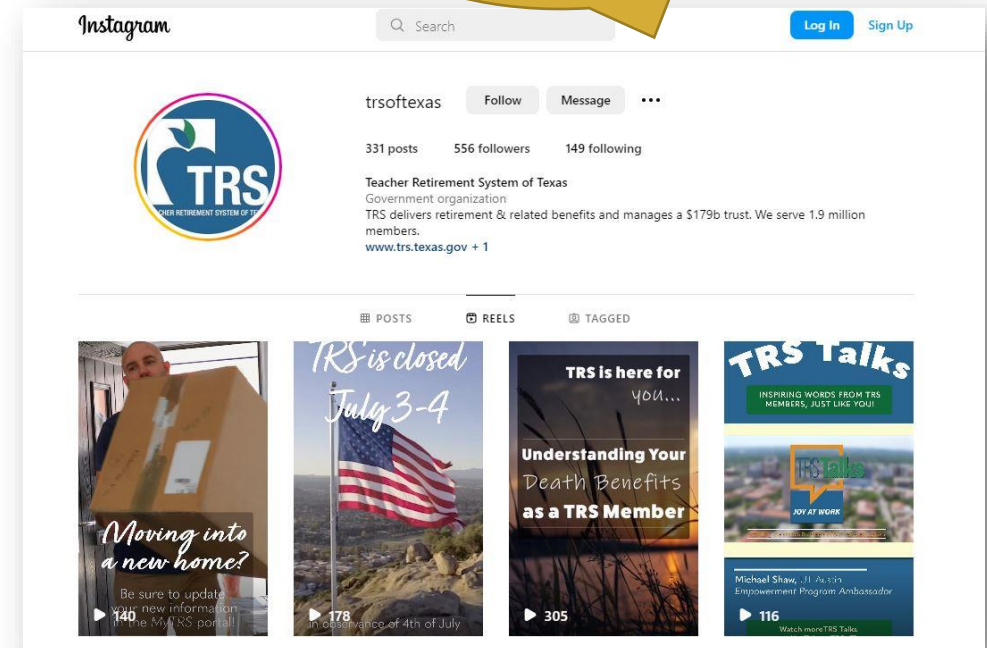 Instagram
Search
Log In
Sign Up
TRS
trsoftexas
Follow
Message
331 posts
556 followers
149 following
Teacher Retirement System of Texas
Government organization
TRS delivers retirement & related benefits and manages a $179b trust. We serve 1.9 million
members.
www.trs.texas.gov + 1
POSTS
REELS
TAGGED
Moving into
a new home?
Be sure to update
your new information
in the MyTRS portal!
140
TRS is closed
July 3-4
in observance of 4th of July
178
TRS is here for
you...
Understanding Your
Death Benefits
as a TRS Member
305
TRS Talks
INSPIRING WORDS FROM TRS
MEMBERS, JUST LIKE YOU!
TRS Talks
JOY AT WORK
Michael Shaw, Austin
Empowerment Program Ambassador
116
Watch more TRS Talks